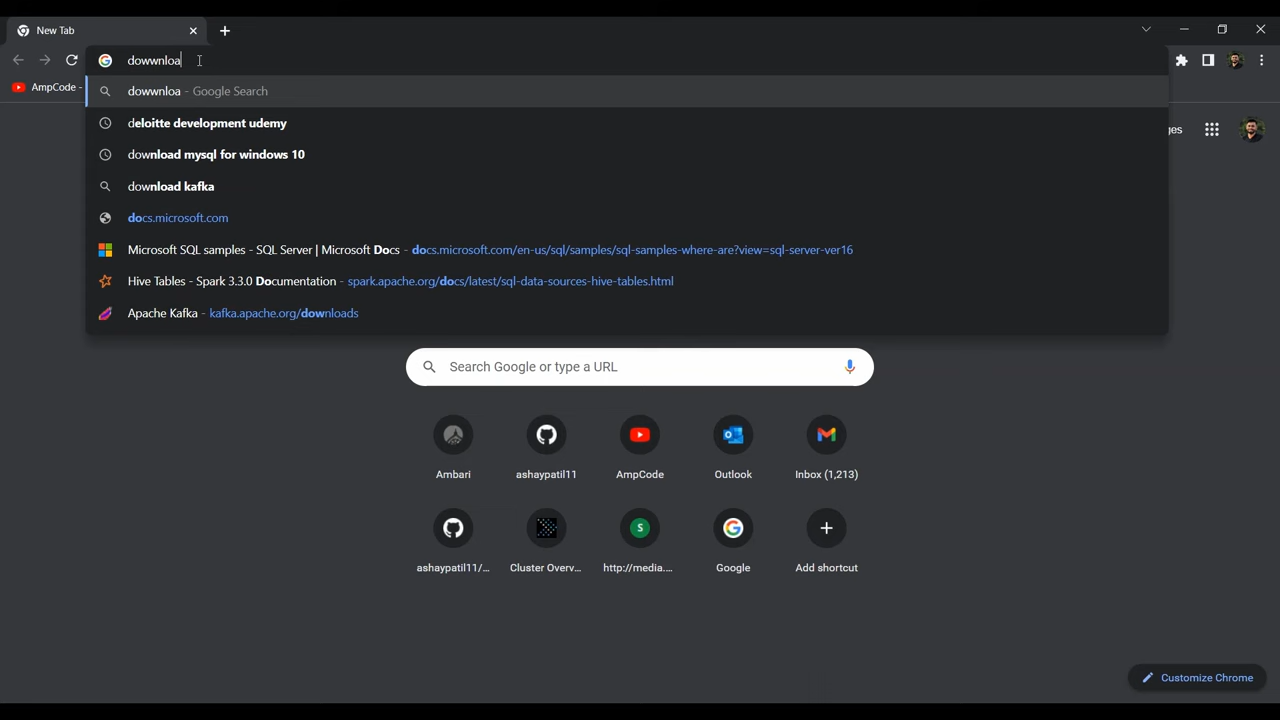 New Tab
dowwnloa
AmpCode -
dowwnloa - Google Search
deloitte development udemy
download mysql for windows 10
download kafka
docs.microsoft.com
Microsoft SQL samples - SQL Server | Microsoft Docs - docs.microsoft.com/en-us/sql/samples/sql-samples-where-are?view=sql-server-ver16
Hive Tables - Spark 3.3.0 Documentation - spark.apache.org/docs/latest/sql-data-sources-hive-tables.html
Apache Kafka - kafka.apache.org/downloads
ges
Search Google or type a URL
Ambari
ashaypatil11
AmpCode
Outlook
Inbox (1,213)
S
ashaypatil11/...
Cluster Overv...
http://media....
Google
Add shortcut
Customize Chrome